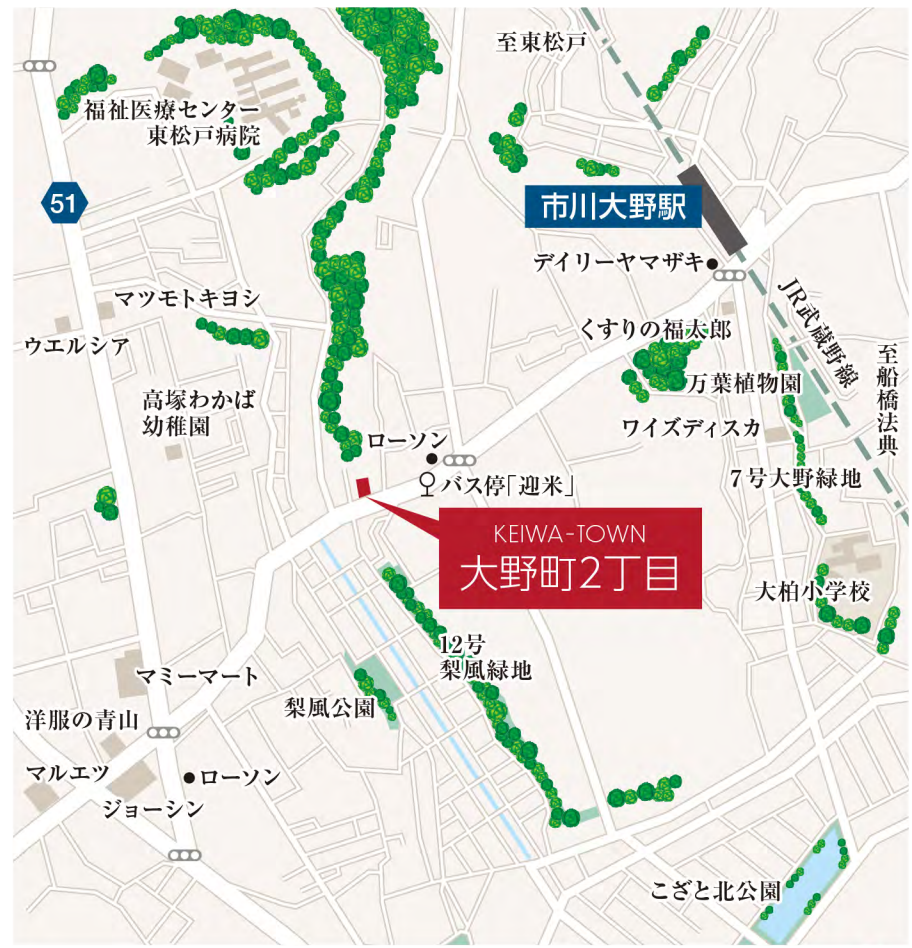 至東松戸
福祉医療センター
東松戸病院
51
市川大野駅
デイリーヤマザキ
JR武蔵野線
マツモトキヨシ
ウエルシア
くすりの福太郎
至船橋法典
万葉植物園
高塚わかば
幼稚園
ワイズディスカ
ローソン
7号大野緑地
バス停「迎米」
KEIWA-TOWN
大野町2丁目
大柏小学校
12号
梨風緑地
マミーマート
梨風公園
洋服の青山
マルエツ
ローソン
ジョーシン
こざと北公園